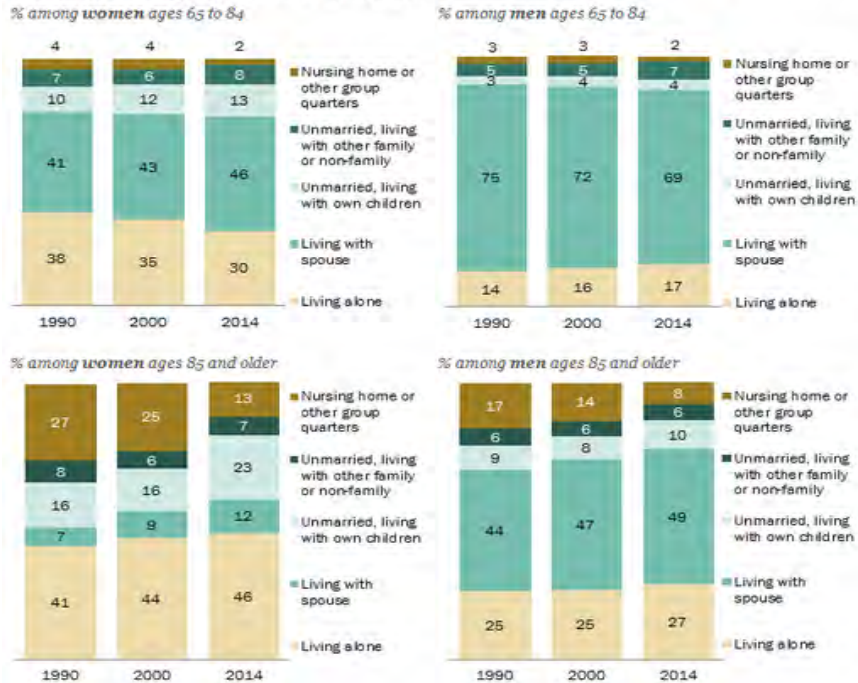 % among women ages 65 to 84
4 4 2
7 6 8
10 12 13
41 43 46
38 35 30
1990 2000 2014
Nursing home or
other group
quarters
Unmarried, living
with other family
or non-family
Unmarried, living
with own children
Living with
spouse
Living alone
% among men ages 65 to 84
3 3 2
5 5 7
3 4 4
75 72 69
14 16 17
1990 2000 2014
Nursing home or
other group
quarters
Unmarried, living
with other family
or non-family
Unmarried, living
with own children
Living with
spouse
Living alone
% among women ages 85 and older
27 25 13
8 6 7
16 16 23
7 9 12
41 44 46
1990 2000 2014
Nursing home or
other group
quarters
Unmarried, living
with other family
or non-family
Unmarried, living
with own children
Living with
spouse
Living alone
% among men ages 85 and older
17 14 8
6 6 6
9 8 10
44 47 49
25 25 27
1990 2000 2014
Nursing home or
other group
quarters
Unmarried, living
with other family
or non-family
Unmarried, living
with own children
Living with
spouse
Living alone